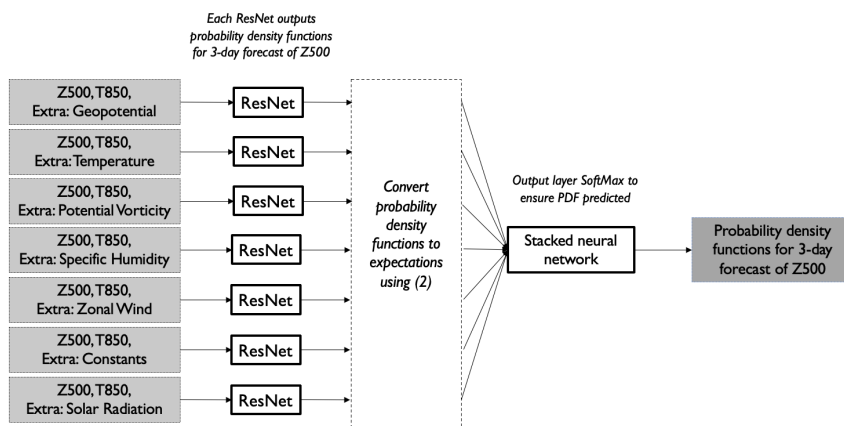 Each ResNet outputs
probability density functions
for 3-day forecast of Z500
Z500,T850,
Extra: Geopotential
ResNet
Z500,T850,
Extra: Temperature
ResNet
Z500,T850,
Extra: Potential Vorticity
ResNet
Z500,T850,
Extra: Specific Humidity
ResNet
Z500,T850,
Extra: Zonal Wind
ResNet
Z500,T850,
Extra: Constants
ResNet
Z500,T850,
Extra: Solar Radiation
ResNet
Convert
probability
density
functions to
expectations
using (2)
Output layer SoftMax to
ensure PDF predicted
Stacked neural
network
Probability density
functions for 3-day
forecast of Z500